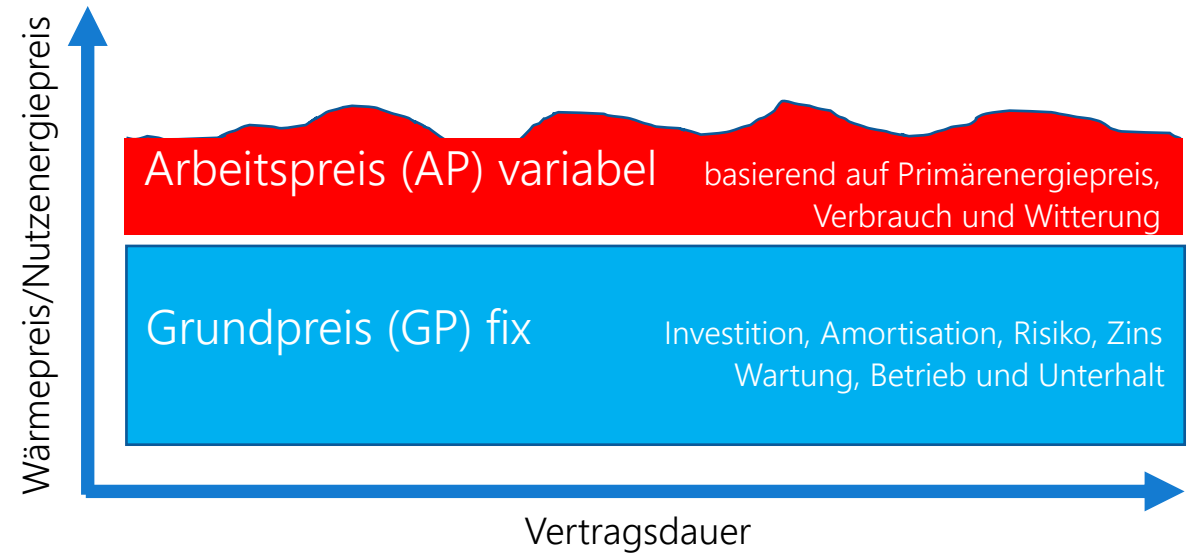 Wärmepreis/Nutzenergiepreis
Arbeitspreis (AP) variabel
basierend auf Primärenergiepreis,
Verbrauch und Witterung
Grundpreis (GP) fix
Investition, Amortisation, Risiko, Zins
Wartung, Betrieb und Unterhalt
Vertragsdauer